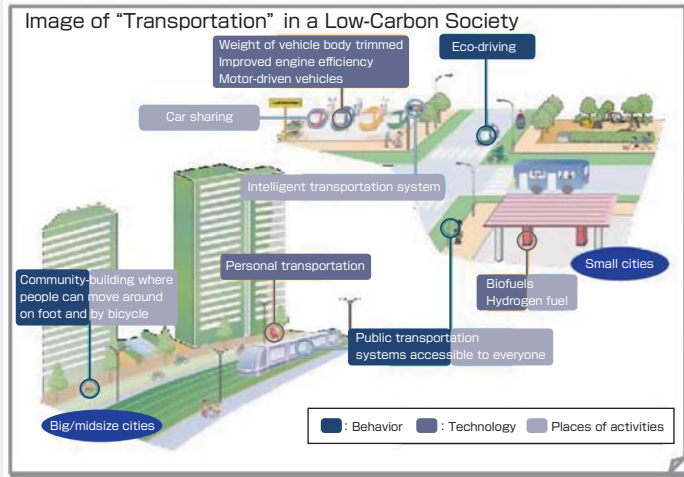 Image of “Transportation” in a Low-Carbon Society
Weight of vehicle body trimmed
Improved engine efficiency
Motor-driven vehicles
Eco-driving
Car sharing
Intelligent transportation system
Small cities
Personal transportation
Biofuels
Hydrogen fuel
Community-building where
people can move around
on foot and by bicycle
Public transportation
systems accessible to everyone
Big/midsize cities
: Behavior
: Technology
Places of activities